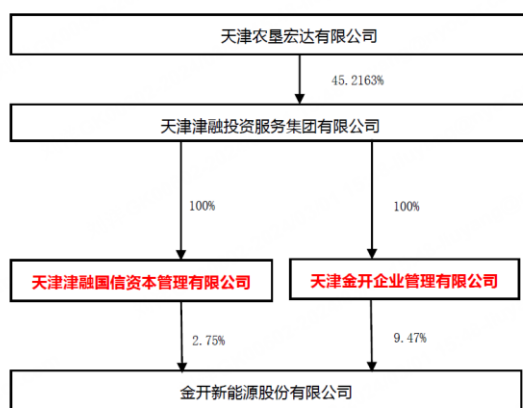 天津农垦宏达有限公司
45.2163%
天津津融投资服务集团有限公司
100%
100%
天津津融国信资本管理有限公司
天津金开企业管理有限公司
2.75%
9.47%
金开新能源股份有限公司